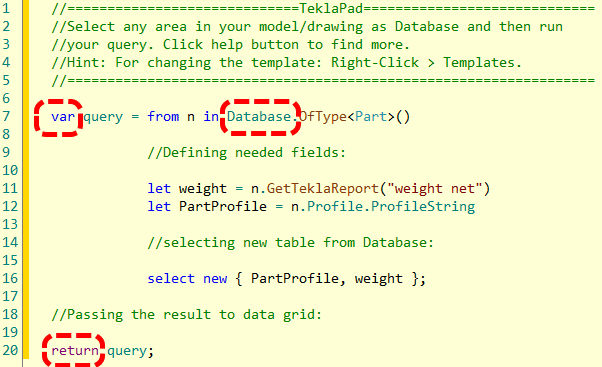 1 //===========================TeklaPad===========================
2 //Select any area in your model/drawing as Database and then run
3 //your query. Click help button to find more.
4 //Hint: For changing the template: Right-Click > Templates.
5 //==============================================================
6
7 var query = from n in Database.OfType<Part>()
8
9 //Defining needed fields:
10
11 let weight = n.GetTeklaReport("weight net")
12 let PartProfile = n.Profile.ProfileString
13
14 //selecting new table from Database:
15
16 select new { PartProfile, weight };
17
18 //Passing the result to data grid:
19
20 return query;